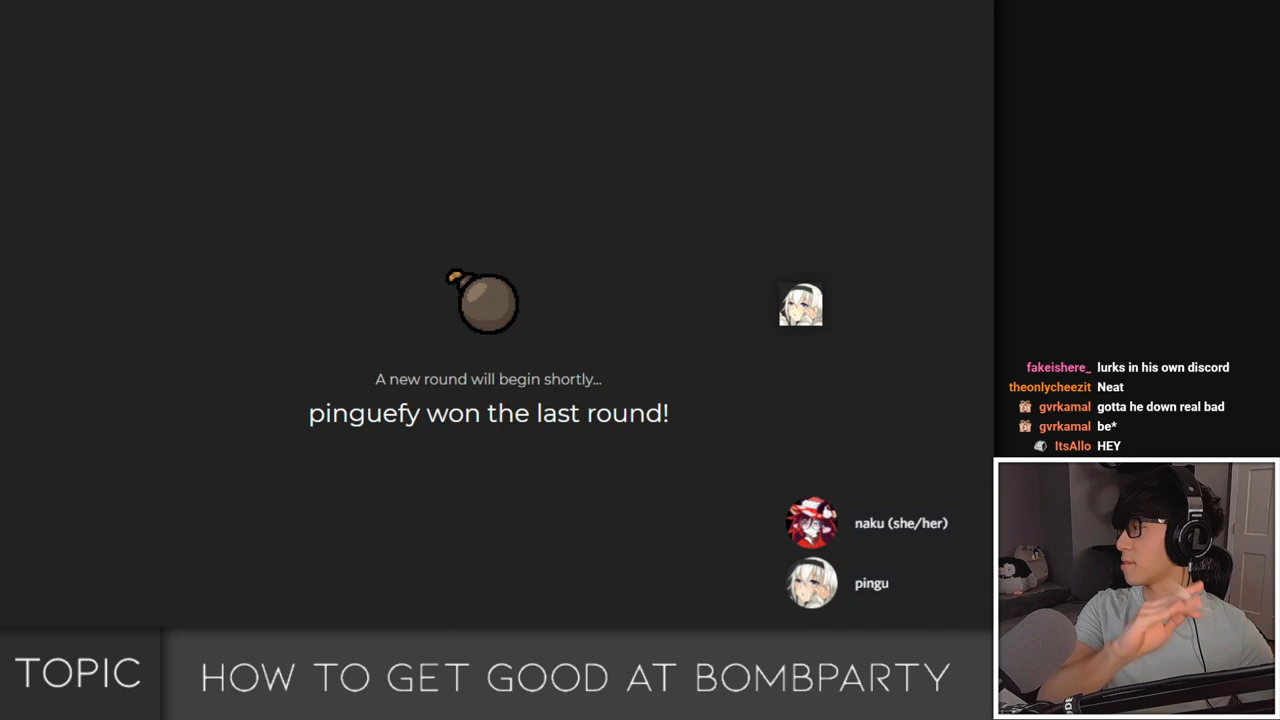 A new round will begin shortly...
pinguefy won the last round!
naku (she/her)
pingu
fakeishere_ lurks in his own discord
theonlycheezit Neat
gvrkamal gotta he down real bad
gvrkamal be*
ItsAllo HEY
TOPIC
HOW TO GET GOOD AT BOMBPARTY